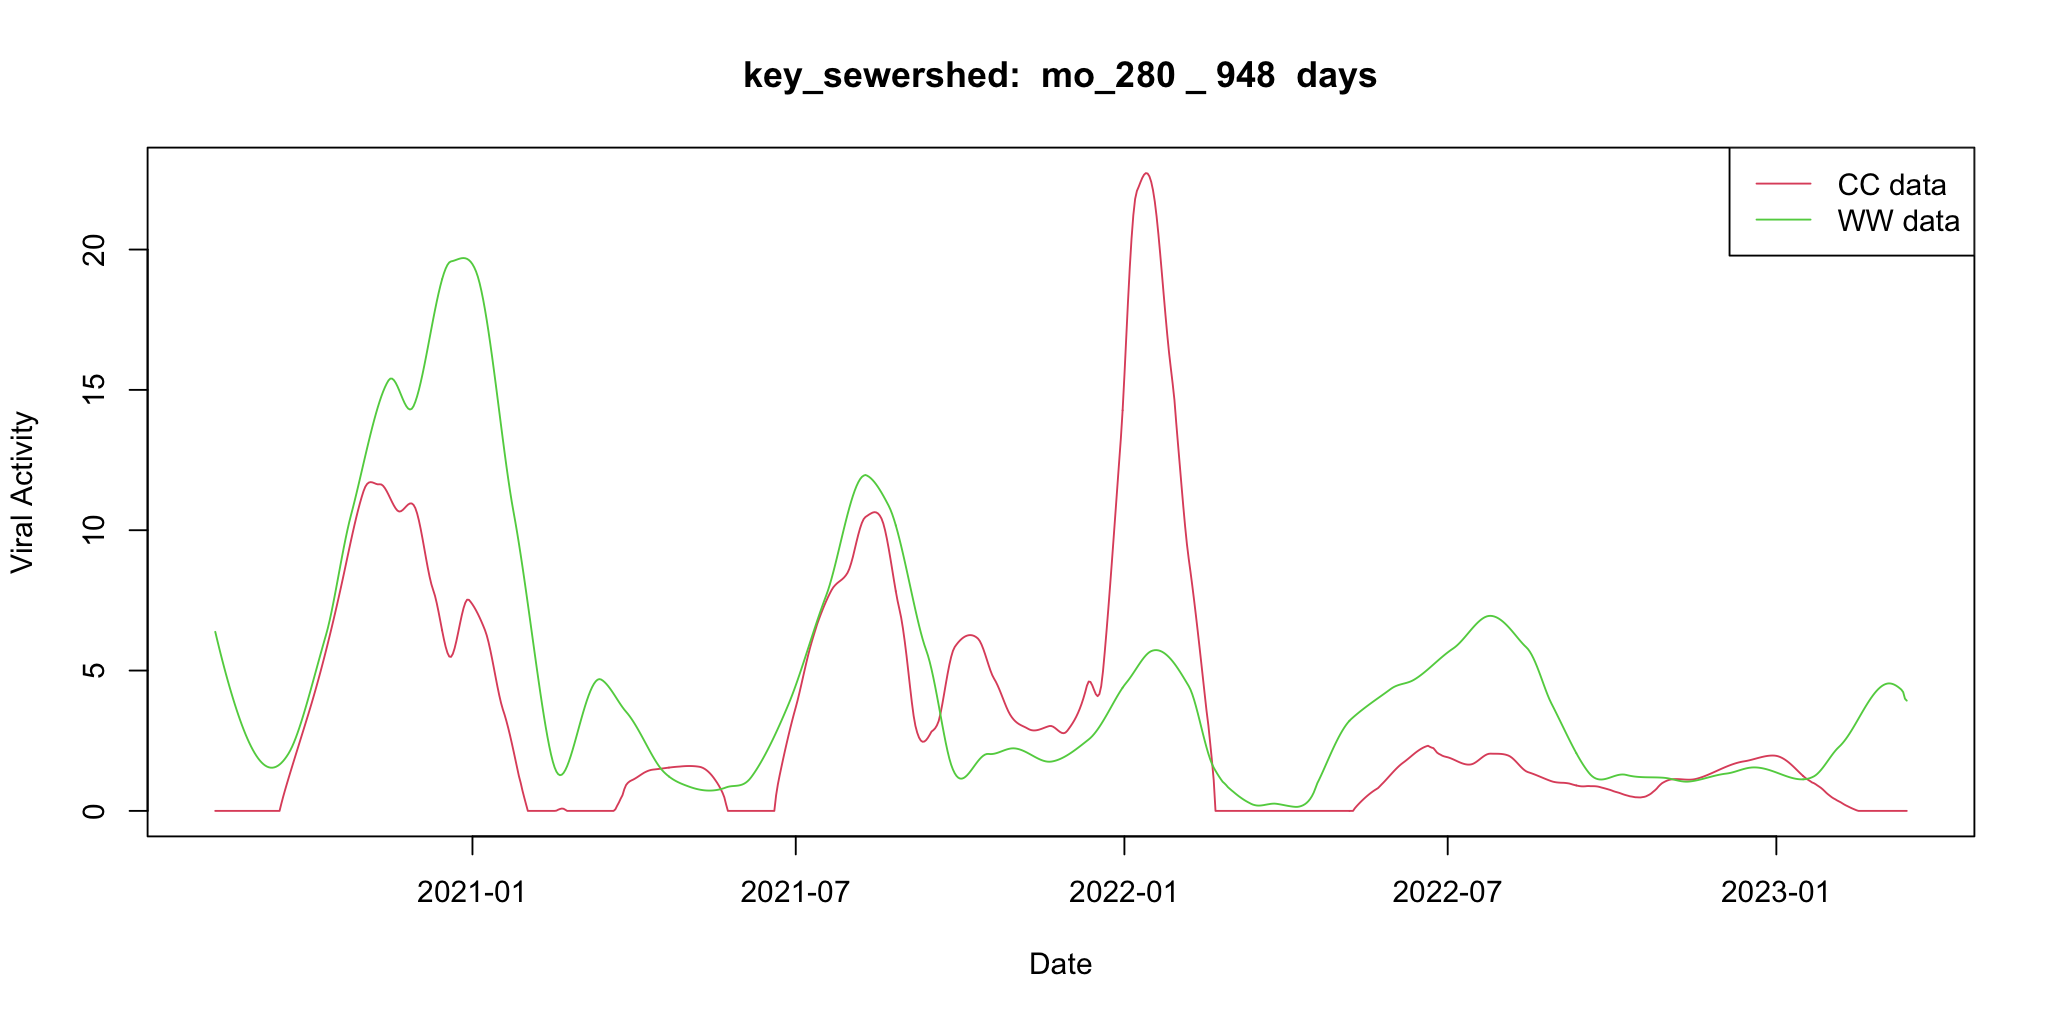 key_sewershed:  mo_280 _ 948  days
CC data
WW data
Viral Activity
20
15
10
5
0
2021-01
2021-07
2022-01
2022-07
2023-01
Date